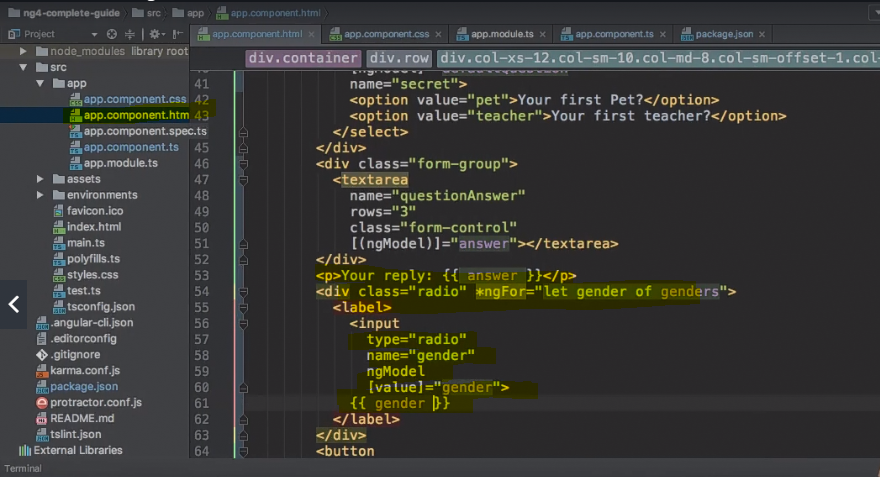 ng4-complete-guide src app app.component.html
Project
app.component.html app.component.css app.module.ts app.component.ts package.json
div.container div.row div.col-xs-12.col-sm-10.col-md-8.col-sm-offset-1.col-
node_modules library root
src
app
app.component.css
app.component.htm
app.component.spec.ts
app.component.ts
app.module.ts
assets
environments
favicon.ico
index.html
main.ts
polyfills.ts
styles.css
test.ts
tsconfig.json
.angular-cli.json
.editorconfig
.gitignore
karma.conf.js
package.json
protractor.conf.js
README.md
tslint.json
External Libraries
41 name="secret">
42 <option value="pet">Your first Pet?</option>
43 <option value="teacher">Your first teacher?</option>
</select>
45 </div>
46 <div class="form-group">
47 <textarea
48 name="questionAnswer"
49 rows="3"
50 class="form-control"
51 [(ngModel)]="answer"></textarea>
52 </div>
53 <p>Your reply: {{ answer }}</p>
54 <div class="radio" *ngFor="let gender of genders">
55 <label>
56 <input
57 type="radio"
58 name="gender"
59 ngModel
60 [value]="gender">
61 {{ gender }}
62 </label>
63 </div>
64 <button
Terminal